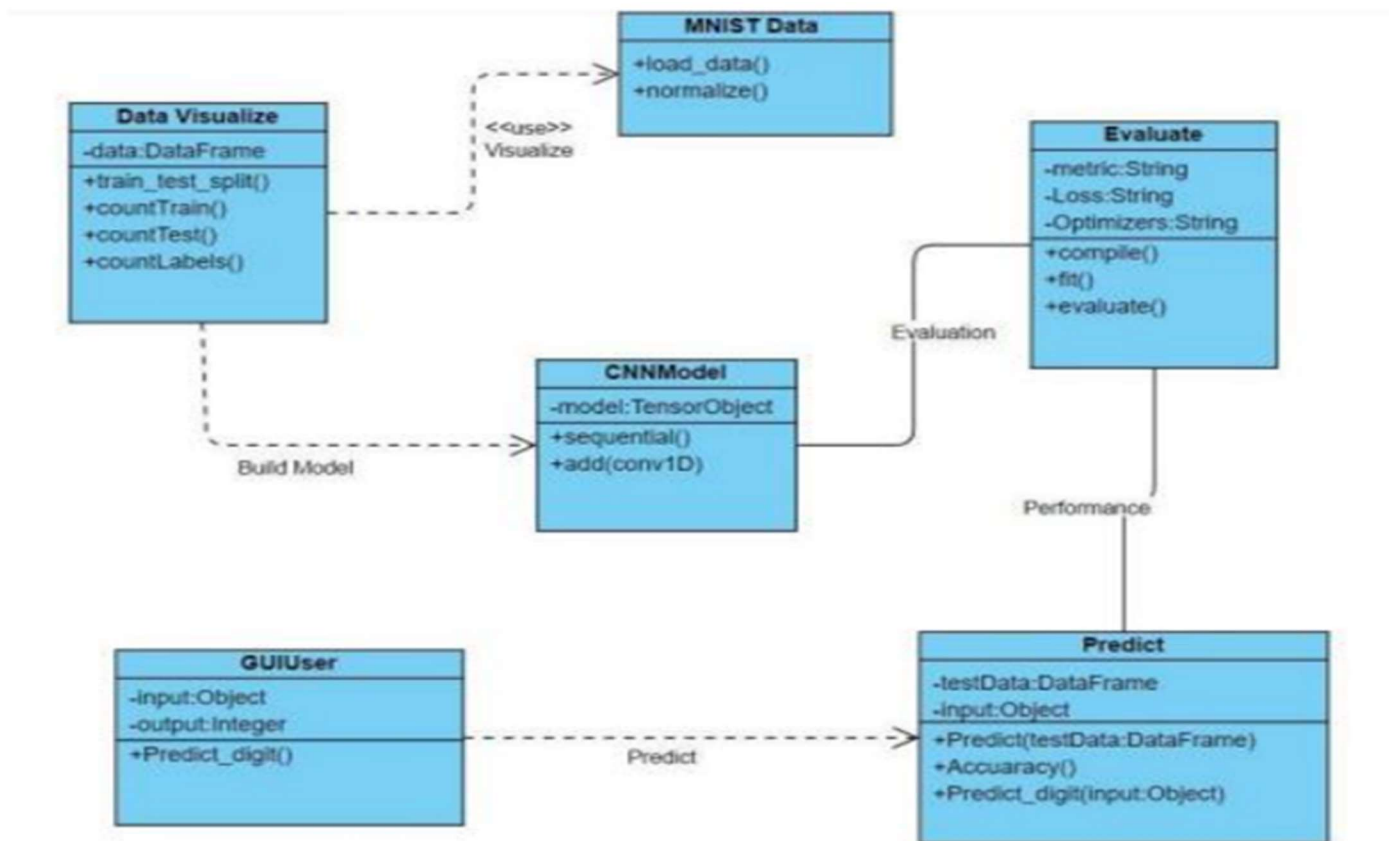 MNIST Data
+load_data()
+normalize()
Data Visualize
-data:DataFrame
+train_test_split()
+countTrain()
+countTest()
+countLabels()
<<use>>
Visualize
Evaluate
-metric:String
-Loss:String
-Optimizers:String
+compile()
+fit()
+evaluate()
Evaluation
CNNModel
-model:TensorObject
+sequential()
+add(conv1D)
Build Model
Performance
GUIUser
-input:Object
-output:Integer
+Predict_digit()
Predict
Predict
-testData:DataFrame
-input:Object
+Predict(testData:DataFrame)
+Accuaracy()
+Predict_digit(input:Object)